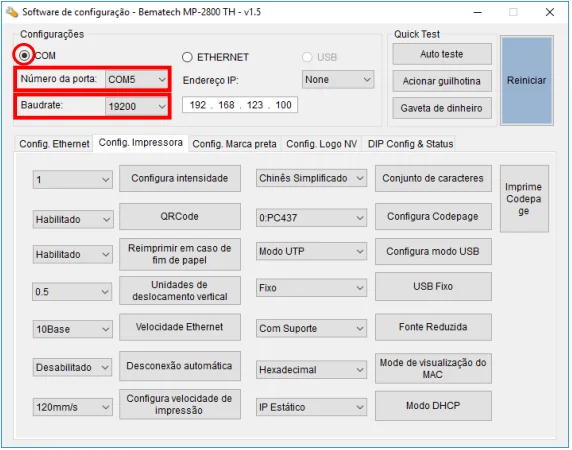 Software de configuração - Bematech MP-2800 TH - v1.5
Configurações
COM
ETHERNET
USB
Número da porta:
COM5
Endereço IP:
None
Baudrate:
19200
192 . 168 . 123 . 100
Quick Test
Auto teste
Acionar guilhotina
Gaveta de dinheiro
Reiniciar
Config. Ethernet
Config. Impressora
Config. Marca preta
Config. Logo NV
DIP Config & Status
1
Configura intensidade
Chinês Simplificado
Conjunto de caracteres
Imprime
Codepa
ge
Habilitado
QRCode
0:PC437
Configura Codepage
Habilitado
Reimprimir em caso de
fim de papel
Modo UTP
Configura modo USB
0.5
Unidades de
deslocamento vertical
Fixo
USB Fixo
10Base
Velocidade Ethernet
Com Suporte
Fonte Reduzida
Desabilitado
Desconexão automática
Hexadecimal
Mode de visualização do
MAC
120mm/s
Configura velocidade de
impressão
IP Estático
Modo DHCP